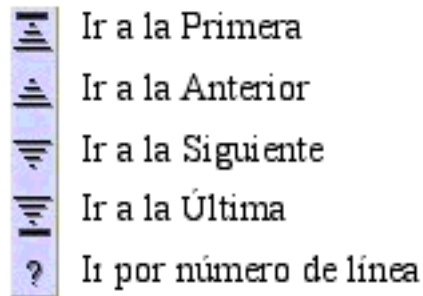 Ir a la Primera
Ir a la Anterior
Ir a la Siguiente
Ir a la Última
? Ir por número de línea